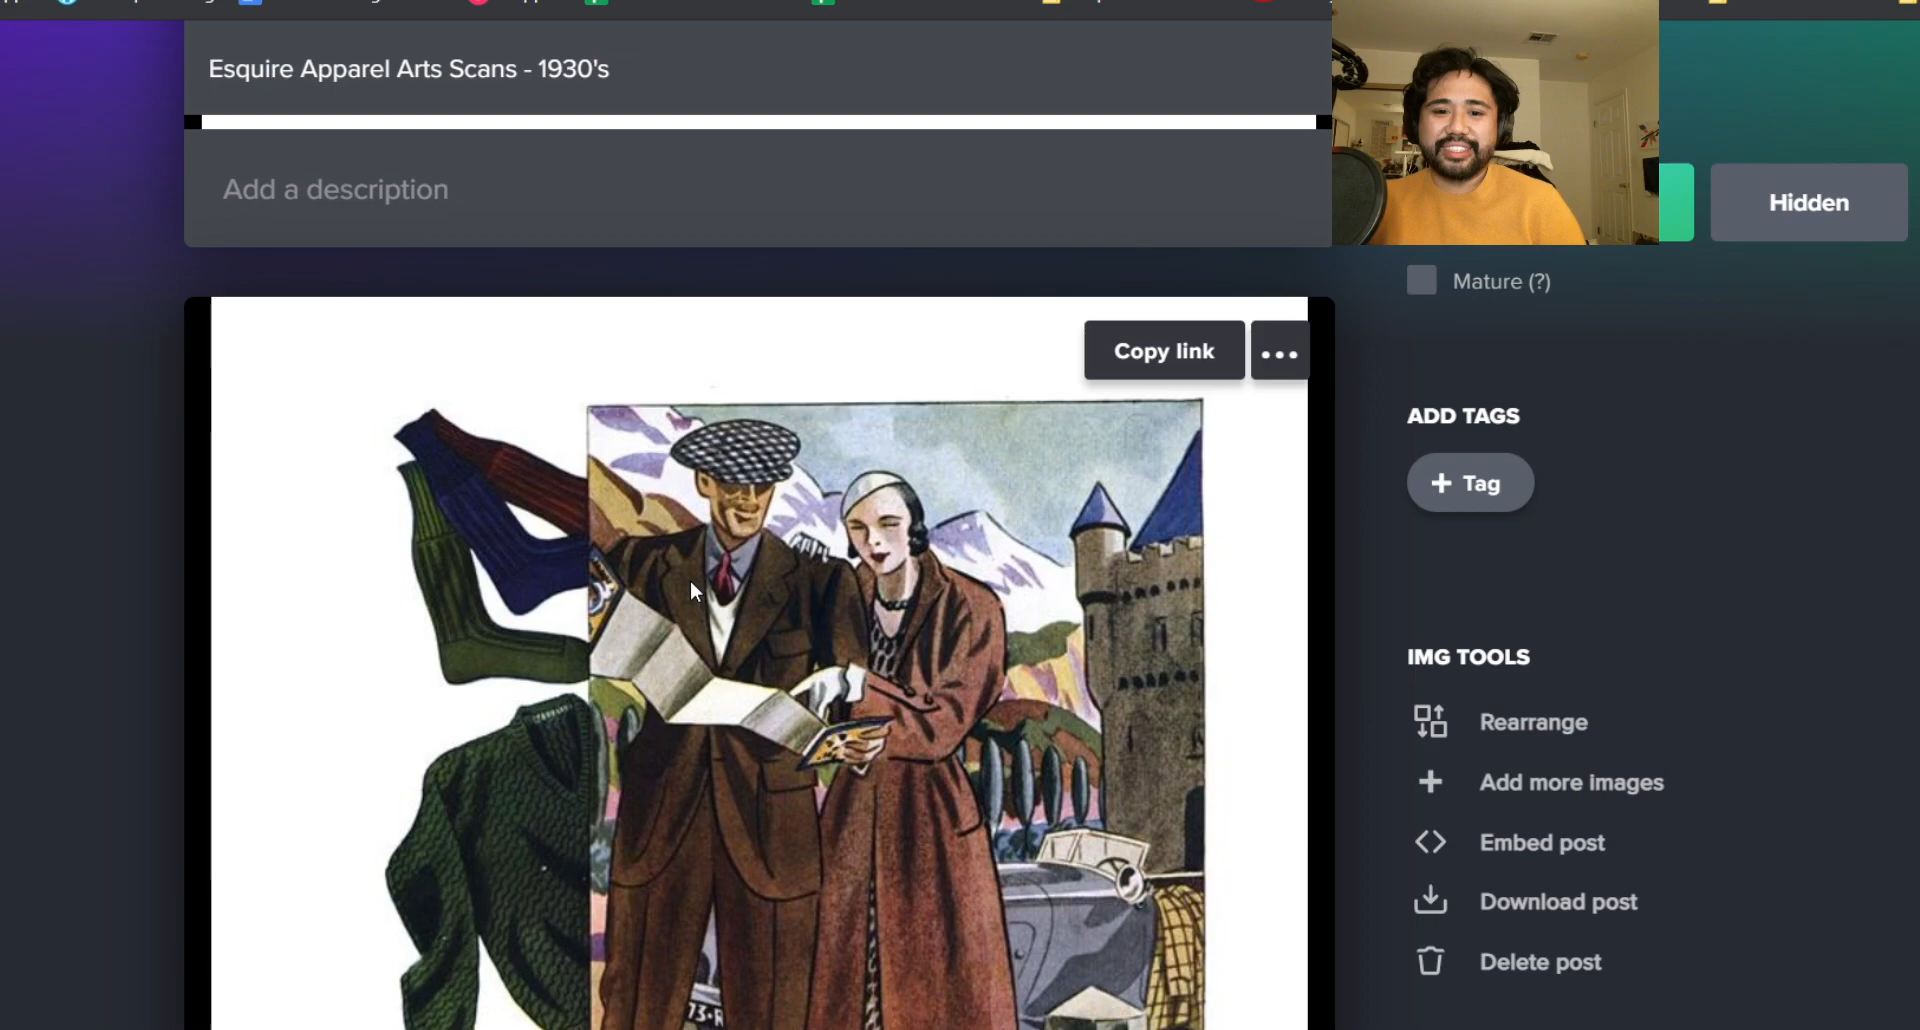 Esquire Apparel Arts Scans - 1930's
Add a description
Hidden
Mature (?)
Copy link
ADD TAGS
+ Tag
IMG TOOLS
Rearrange
Add more images
Embed post
Download post
Delete post
73-R